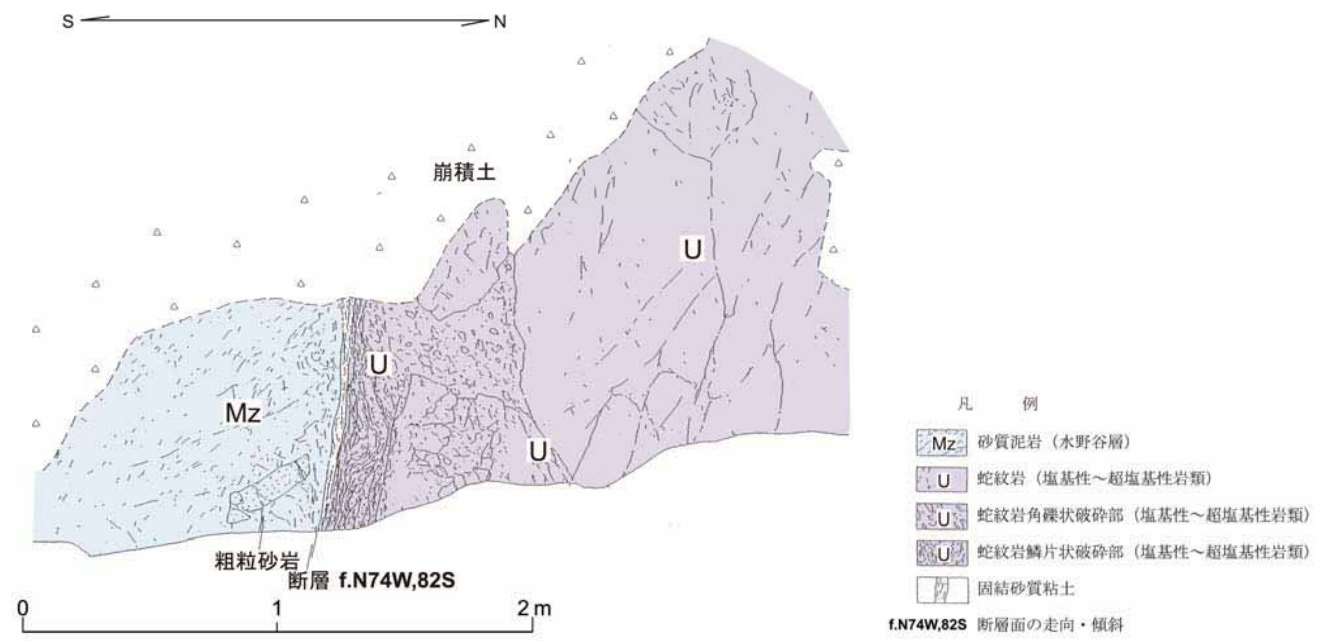 S N
崩積土
U
U
Mz
U
粗粒砂岩
断層 f.N74W,82S
0 1 2 m
凡 例
Mz 砂質泥岩（水野谷層）
U 蛇紋岩（塩基性～超塩基性岩類）
U 蛇紋岩角礫状破砕部（塩基性～超塩基性岩類）
U 蛇紋岩鱗片状破砕部（塩基性～超塩基性岩類）
固結砂質粘土
f.N74W,82S 断層面の走向・傾斜